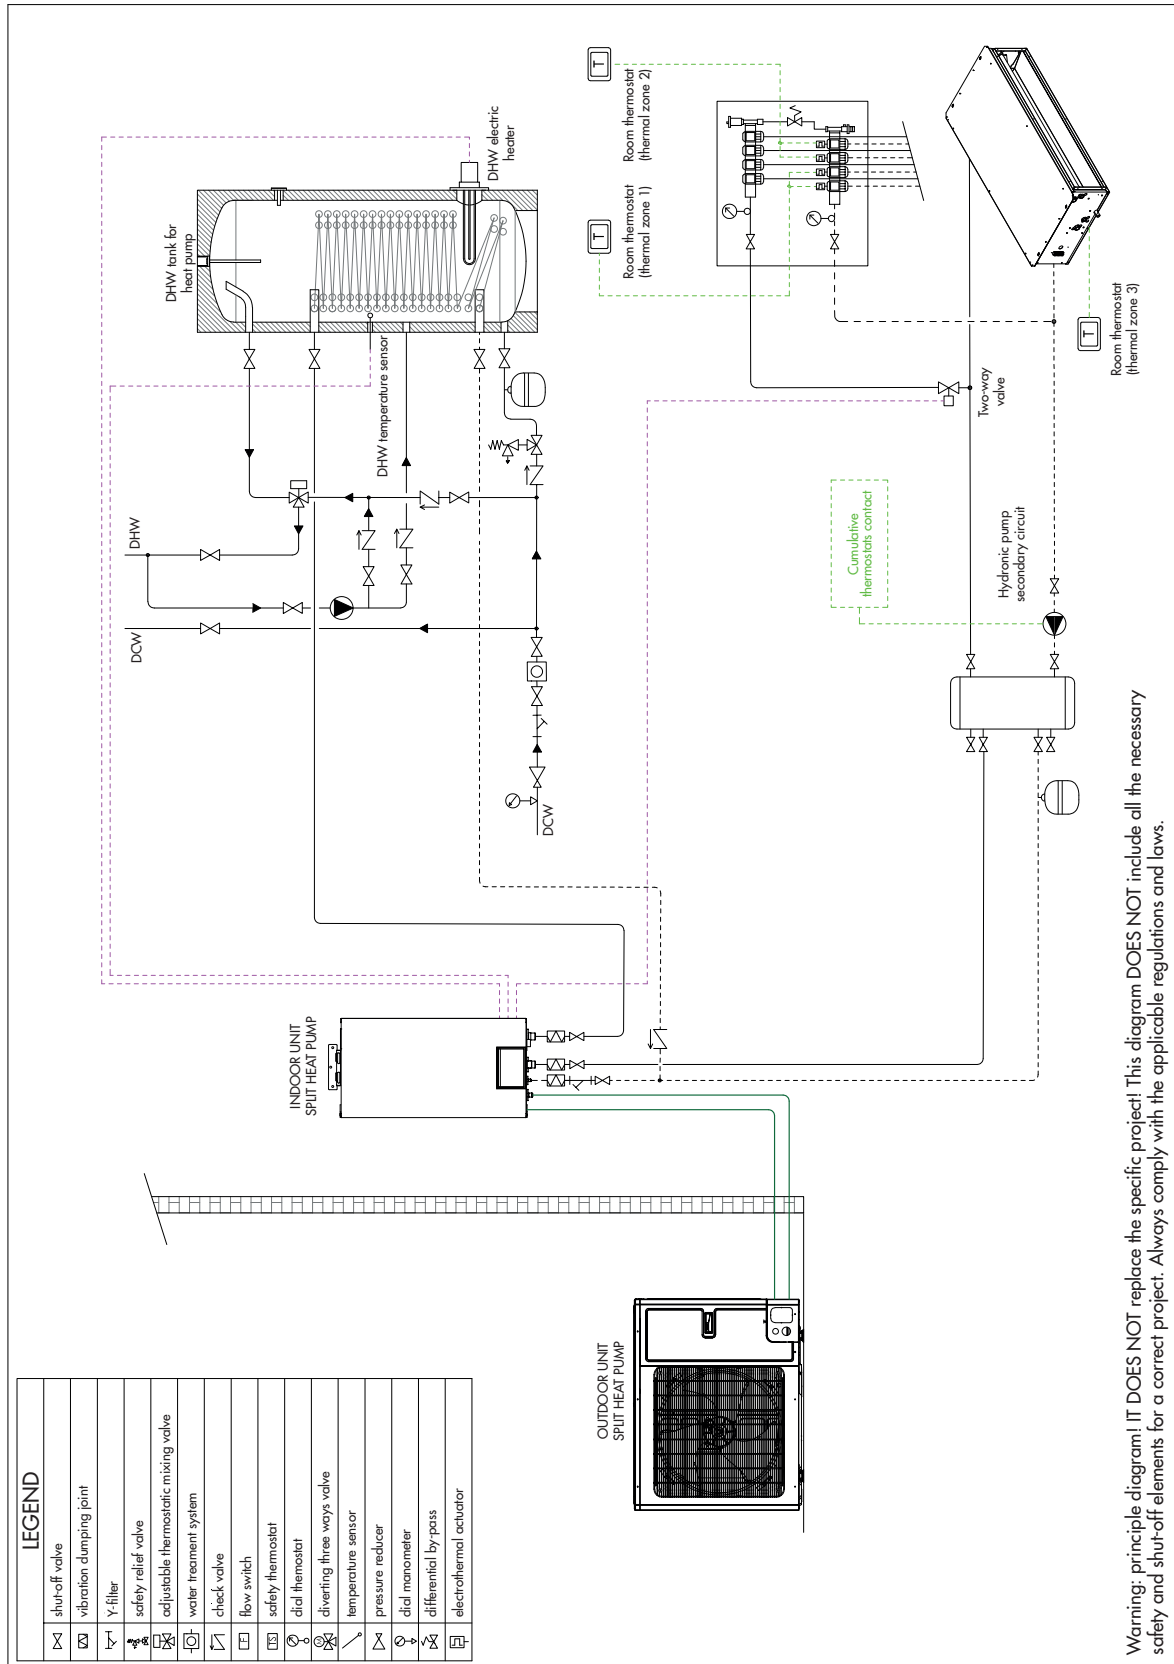 LEGEND
shut-off valve
vibration dumping joint
Y-filter
safety relief valve
adjustable thermostatic mixing valve
water treament system
check valve
F
flow switch
TS
safety thermostat
dial themostat
M
diverting three ways valve
temperature sensor
pressure reducer
dial manometer
differential by-pass
electrothermal actuator
OUTDOOR UNIT
SPLIT HEAT PUMP
INDOOR UNIT
SPLIT HEAT PUMP
DCW
DHW
DCW
DHW tank for
heat pump
DHW temperature sensor
DHW electric
heater
T
Room thermostat
(thermal zone 1)
T
Room thermostat
(thermal zone 2)
Cumulative
thermostats contact
Hydronic pump
secondary circuit
Two-way
valve
T
Room thermostat
(thermal zone 3)
Warning: principle diagram! IT DOES NOT replace the specific project! This diagram DOES NOT include all the necessary
safety and shut-off elements for a correct project. Always comply with the applicable regulations and laws.